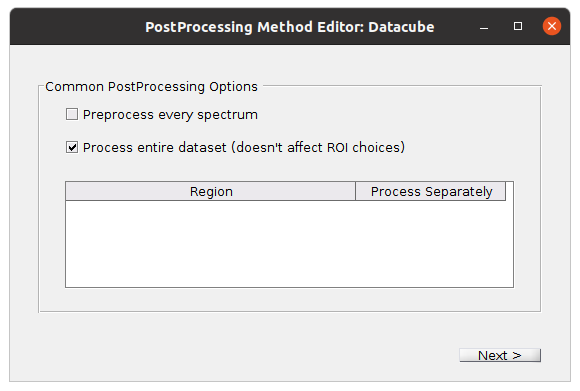 PostProcessing Method Editor: Datacube
Common PostProcessing Options
Preprocess every spectrum
Process entire dataset (doesn't affect ROI choices)
Region Process Separately
Next >